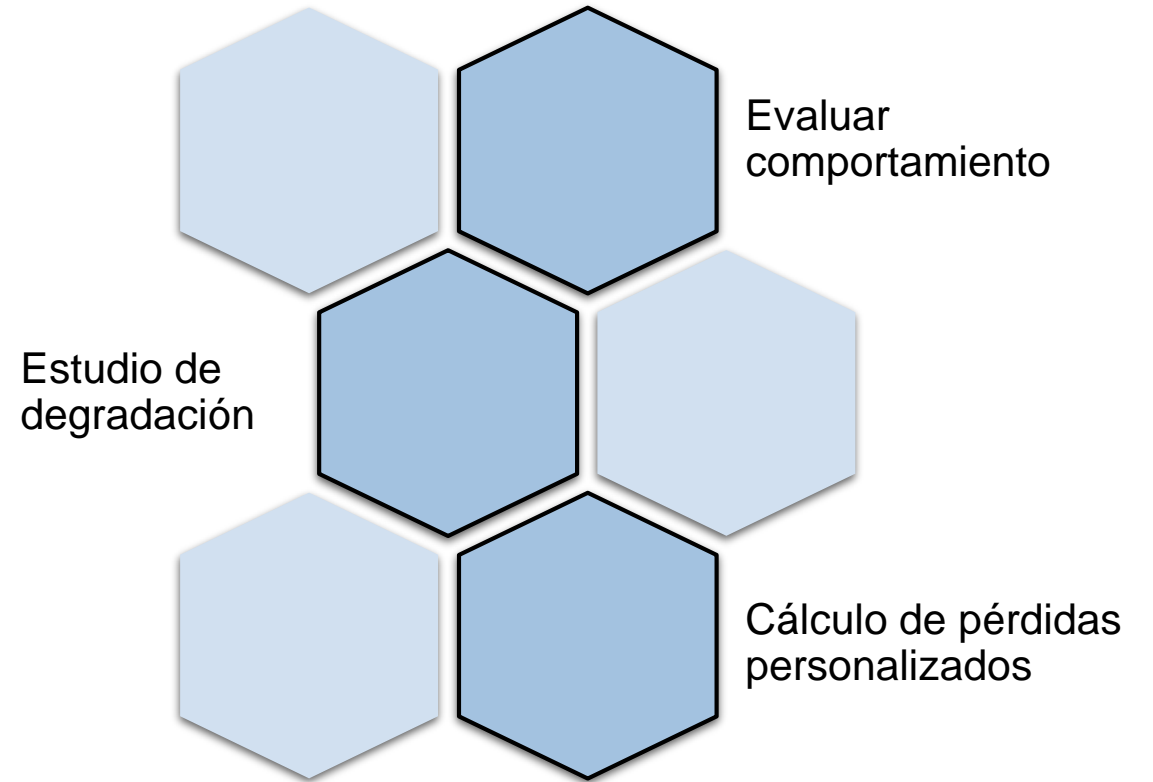 Evaluar
comportamiento
Estudio de
degradación
Cálculo de pérdidas
personalizados